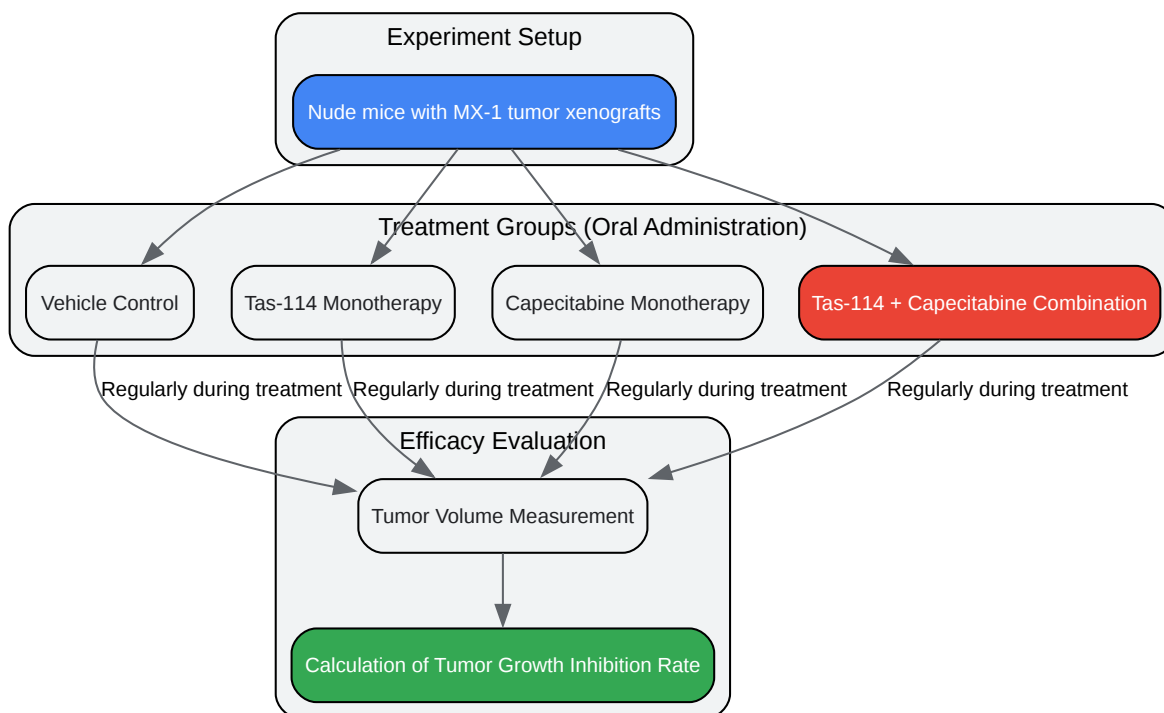 Experiment Setup
Nude mice with MX-1 tumor xenografts
Treatment Groups (Oral Administration)
Vehicle Control
Tas-114 Monotherapy
Capecitabine Monotherapy
Tas-114 + Capecitabine Combination
Regularly during treatment
Regularly during treatment
Regularly during treatment
Regularly during treatment
Efficacy Evaluation
Tumor Volume Measurement
Calculation of Tumor Growth Inhibition Rate